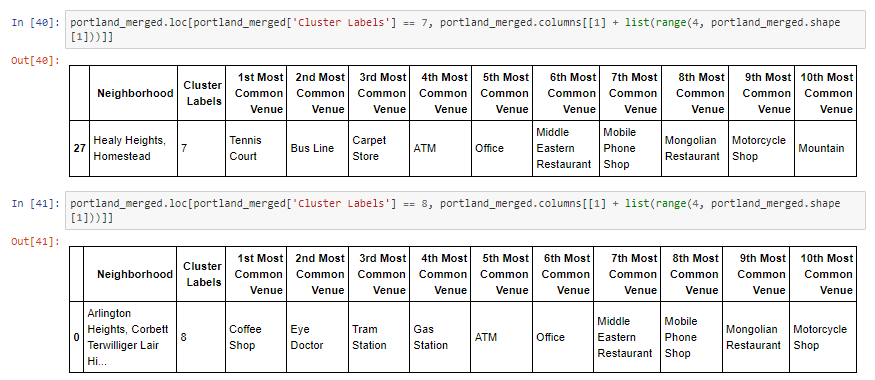 In [40]: portland_merged.loc[portland_merged['Cluster Labels'] == 7, portland_merged.columns[[1] + list(range(4, portland_merged.shape
[1]))]]
Out[40]:
Neighborhood Cluster Labels 1st Most Common Venue 2nd Most Common Venue 3rd Most Common Venue 4th Most Common Venue 5th Most Common Venue 6th Most Common Venue 7th Most Common Venue 8th Most Common Venue 9th Most Common Venue 10th Most Common Venue
27 Healy Heights, Homestead 7 Tennis Court Bus Line Carpet Store ATM Office Middle Eastern Restaurant Mobile Phone Shop Mongolian Restaurant Motorcycle Shop Mountain
In [41]: portland_merged.loc[portland_merged['Cluster Labels'] == 8, portland_merged.columns[[1] + list(range(4, portland_merged.shape
[1]))]]
Out[41]:
Neighborhood Cluster Labels 1st Most Common Venue 2nd Most Common Venue 3rd Most Common Venue 4th Most Common Venue 5th Most Common Venue 6th Most Common Venue 7th Most Common Venue 8th Most Common Venue 9th Most Common Venue 10th Most Common Venue
0 Arlington Heights, Corbett Terwilliger Lair Hi... 8 Coffee Shop Eye Doctor Tram Station Gas Station ATM Office Middle Eastern Restaurant Mobile Phone Shop Mongolian Restaurant Motorcycle Shop